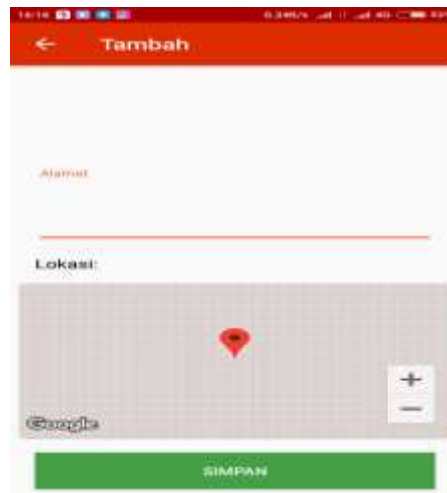 Tambah
Alamat
Lokasi:
+
−
Google
SIMPAN